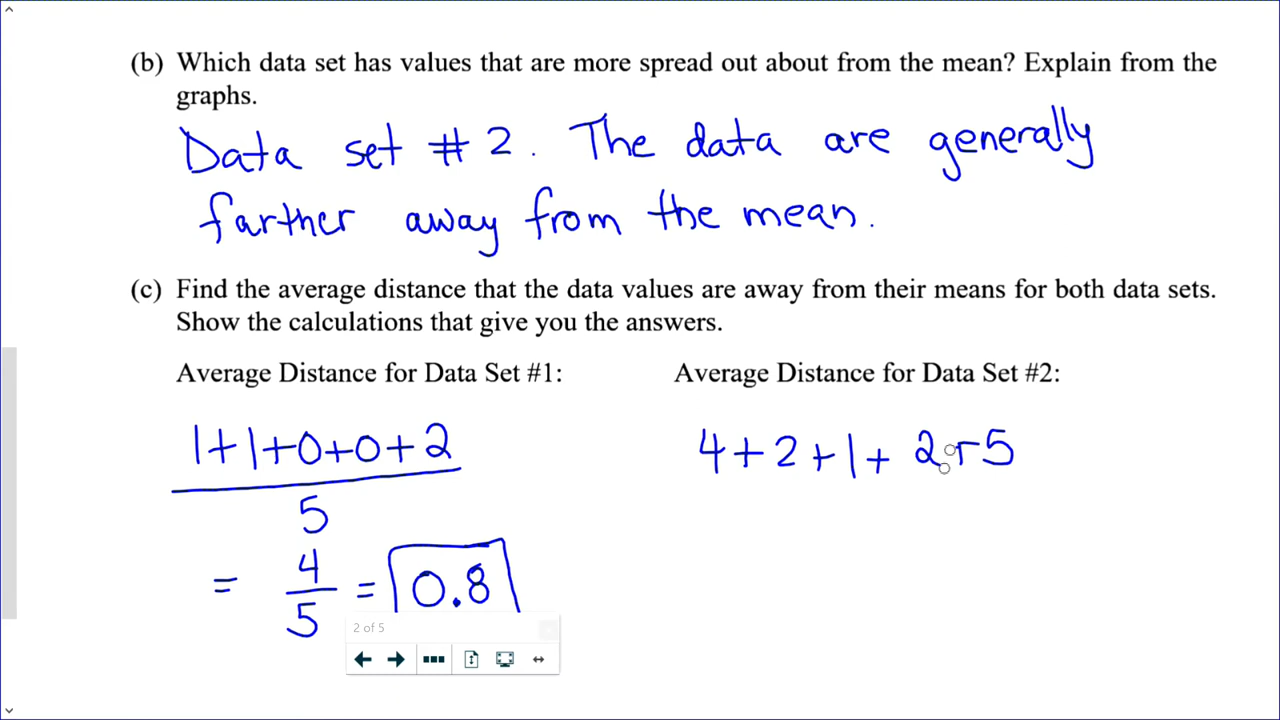 (b) Which data set has values that are more spread out about from the mean? Explain from the
graphs.
Data set # 2. The data are generally
farther away from the mean.
(c) Find the average distance that the data values are away from their means for both data sets.
Show the calculations that give you the answers.
Average Distance for Data Set #1:
Average Distance for Data Set #2:
1+1+0+0+2
5
= 4/5 = 0.8
4+2+1+ 2+5
2 of 5